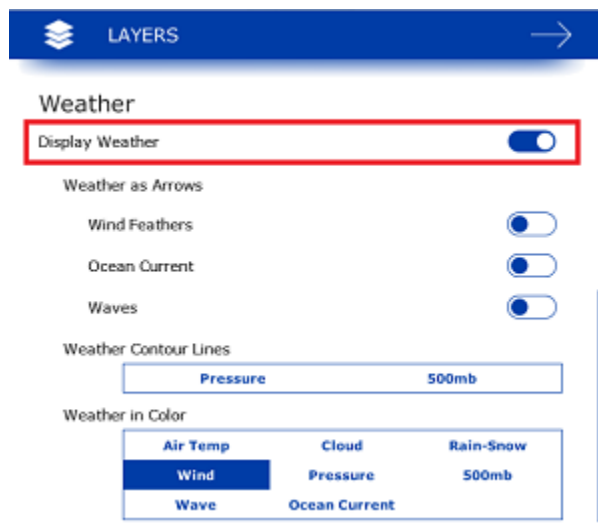 LAYERS
Weather
Display Weather
Weather as Arrows
Wind Feathers
Ocean Current
Waves
Weather Contour Lines
Pressure 500mb
Weather in Color
Air Temp Cloud Rain-Snow
Wind Pressure 500mb
Wave Ocean Current